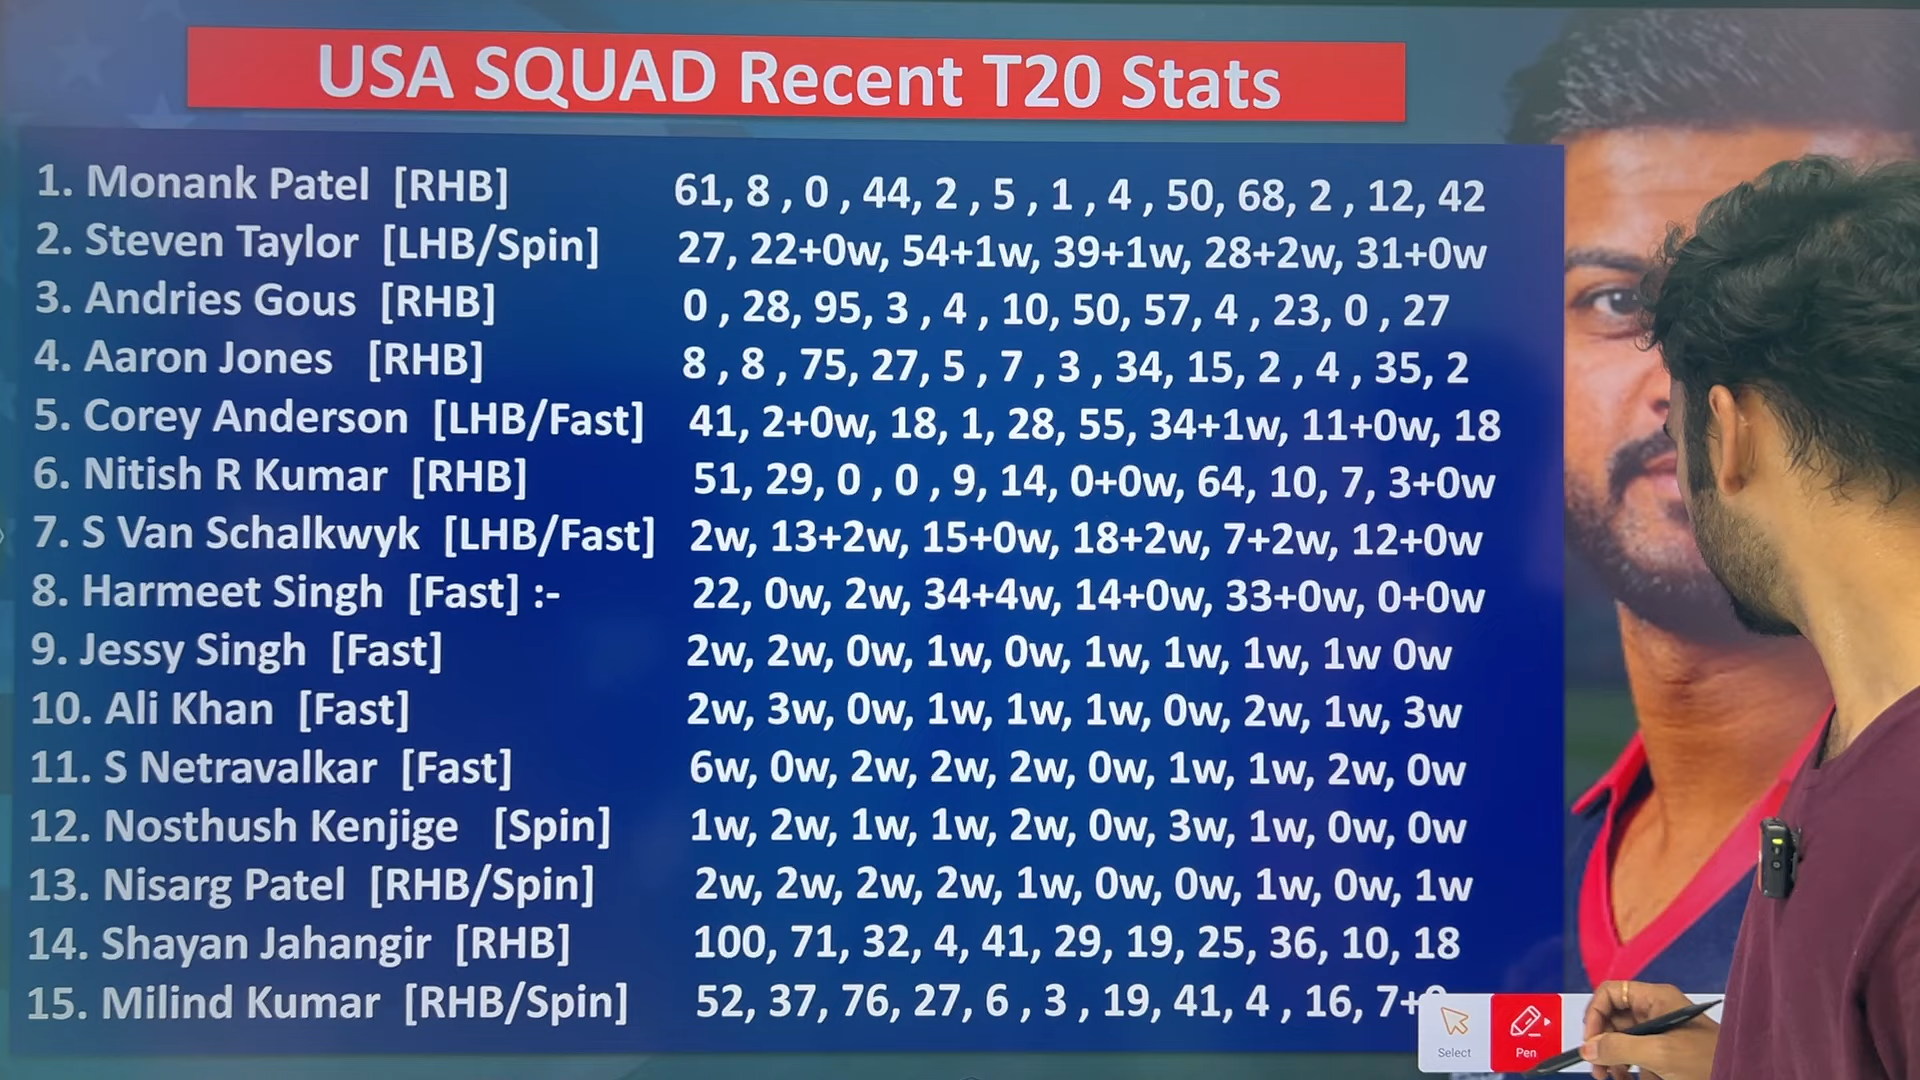 USA SQUAD Recent T20 Stats
1. Monank Patel [RHB] 61, 8 , 0 , 44, 2 , 5 , 1 , 4 , 50, 68, 2 , 12, 42
2. Steven Taylor [LHB/Spin] 27, 22+0w, 54+1w, 39+1w, 28+2w, 31+0w
3. Andries Gous [RHB] 0 , 28, 95, 3 , 4 , 10, 50, 57, 4 , 23, 0 , 27
4. Aaron Jones [RHB] 8 , 8 , 75, 27, 5 , 7 , 3 , 34, 15, 2 , 4 , 35, 2
5. Corey Anderson [LHB/Fast] 41, 2+0w, 18, 1, 28, 55, 34+1w, 11+0w, 18
6. Nitish R Kumar [RHB] 51, 29, 0 , 0 , 9, 14, 0+0w, 64, 10, 7, 3+0w
7. S Van Schalkwyk [LHB/Fast] 2w, 13+2w, 15+0w, 18+2w, 7+2w, 12+0w
8. Harmeet Singh [Fast] :- 22, 0w, 2w, 34+4w, 14+0w, 33+0w, 0+0w
9. Jessy Singh [Fast] 2w, 2w, 0w, 1w, 0w, 1w, 1w, 1w, 1w 0w
10. Ali Khan [Fast] 2w, 3w, 0w, 1w, 1w, 1w, 0w, 2w, 1w, 3w
11. S Netravalkar [Fast] 6w, 0w, 2w, 2w, 2w, 0w, 1w, 1w, 2w, 0w
12. Nosthush Kenjige [Spin] 1w, 2w, 1w, 1w, 2w, 0w, 3w, 1w, 0w, 0w
13. Nisarg Patel [RHB/Spin] 2w, 2w, 2w, 2w, 1w, 0w, 0w, 1w, 0w, 1w
14. Shayan Jahangir [RHB] 100, 71, 32, 4, 41, 29, 19, 25, 36, 10, 18
15. Milind Kumar [RHB/Spin] 52, 37, 76, 27, 6 , 3 , 19, 41, 4 , 16, 7+
Select Pen